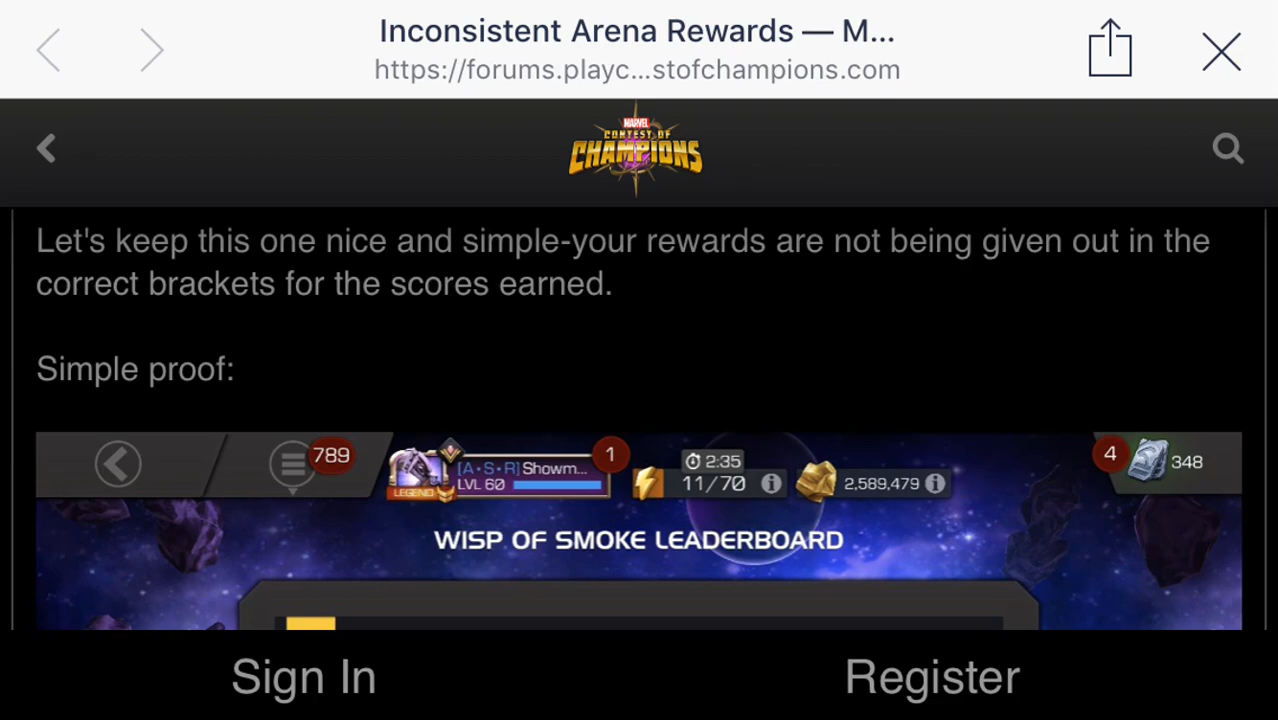 Inconsistent Arena Rewards — M...
https://forums.playc...stofchampions.com
MARVEL
CONTEST OF
CHAMPIONS
Let's keep this one nice and simple-your rewards are not being given out in the
correct brackets for the scores earned.
Simple proof:
789
[A•S•R] Showm...
1
LVL 60
LEGEND
2:35
11/70
2,589,479
4
348
WISP OF SMOKE LEADERBOARD
Sign In
Register